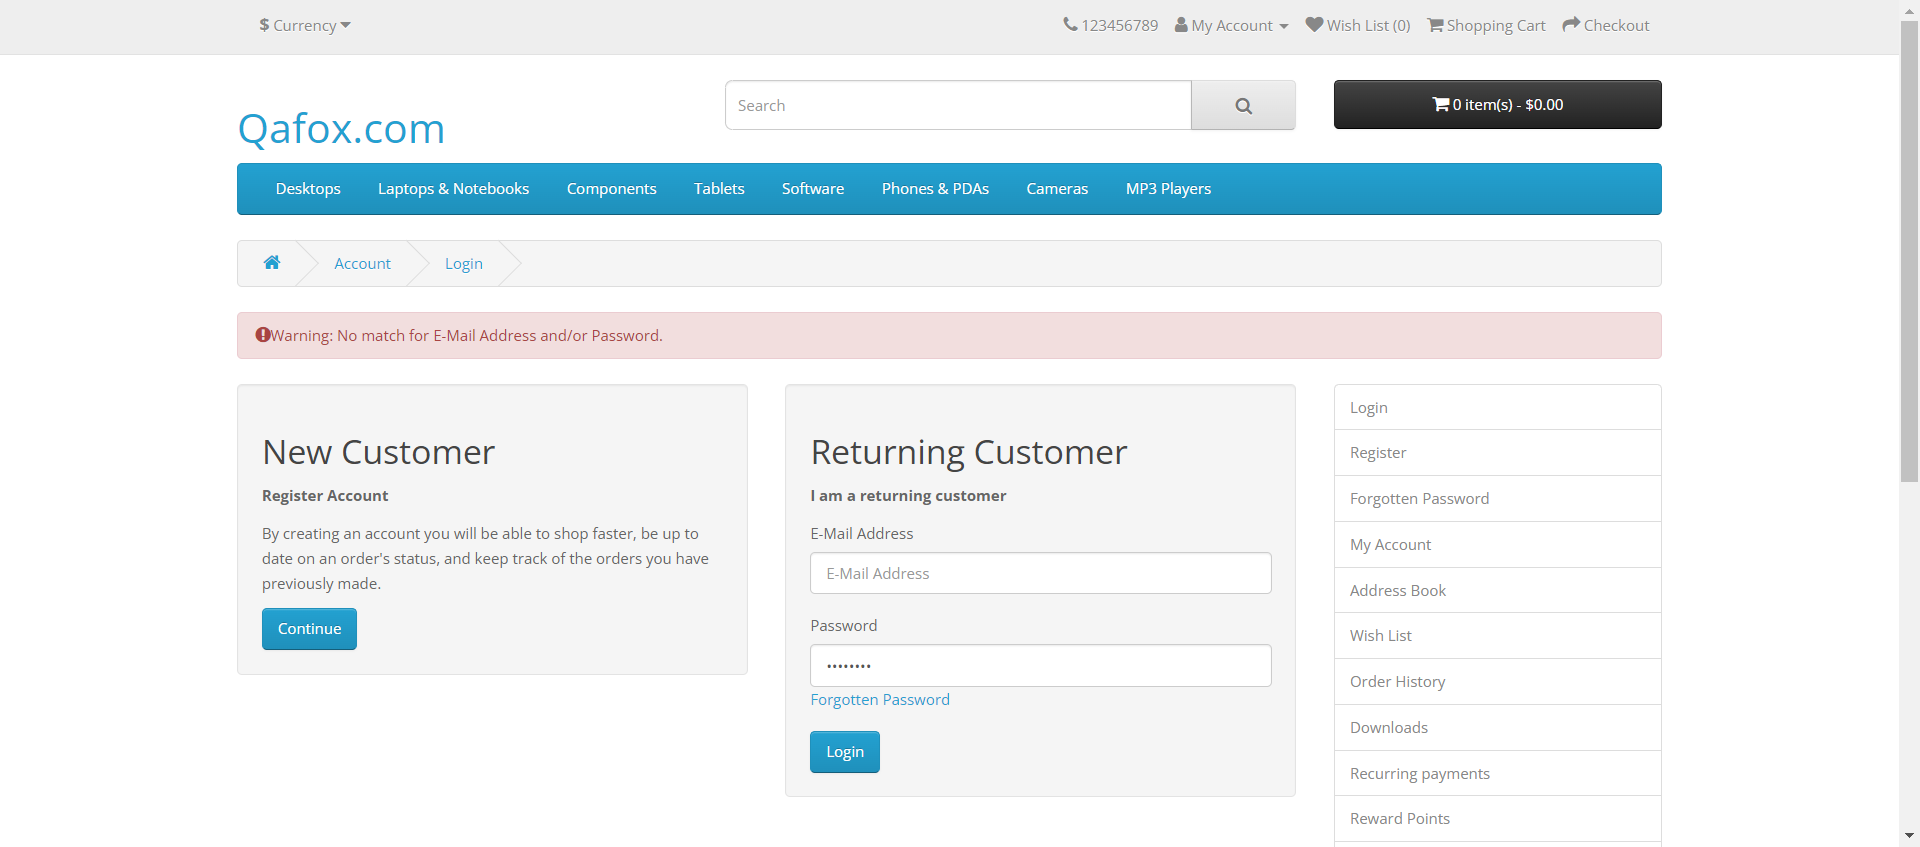 $ Currency
123456789 My Account Wish List (0) Shopping Cart Checkout
Qafox.com
Search
0 item(s) - $0.00
Desktops Laptops & Notebooks Components Tablets Software Phones & PDAs Cameras MP3 Players
Account Login
Warning: No match for E-Mail Address and/or Password.
New Customer
Register Account
By creating an account you will be able to shop faster, be up to
date on an order's status, and keep track of the orders you have
previously made.
Continue
Returning Customer
I am a returning customer
E-Mail Address
E-Mail Address
Password
••••••••
Forgotten Password
Login
Login
Register
Forgotten Password
My Account
Address Book
Wish List
Order History
Downloads
Recurring payments
Reward Points